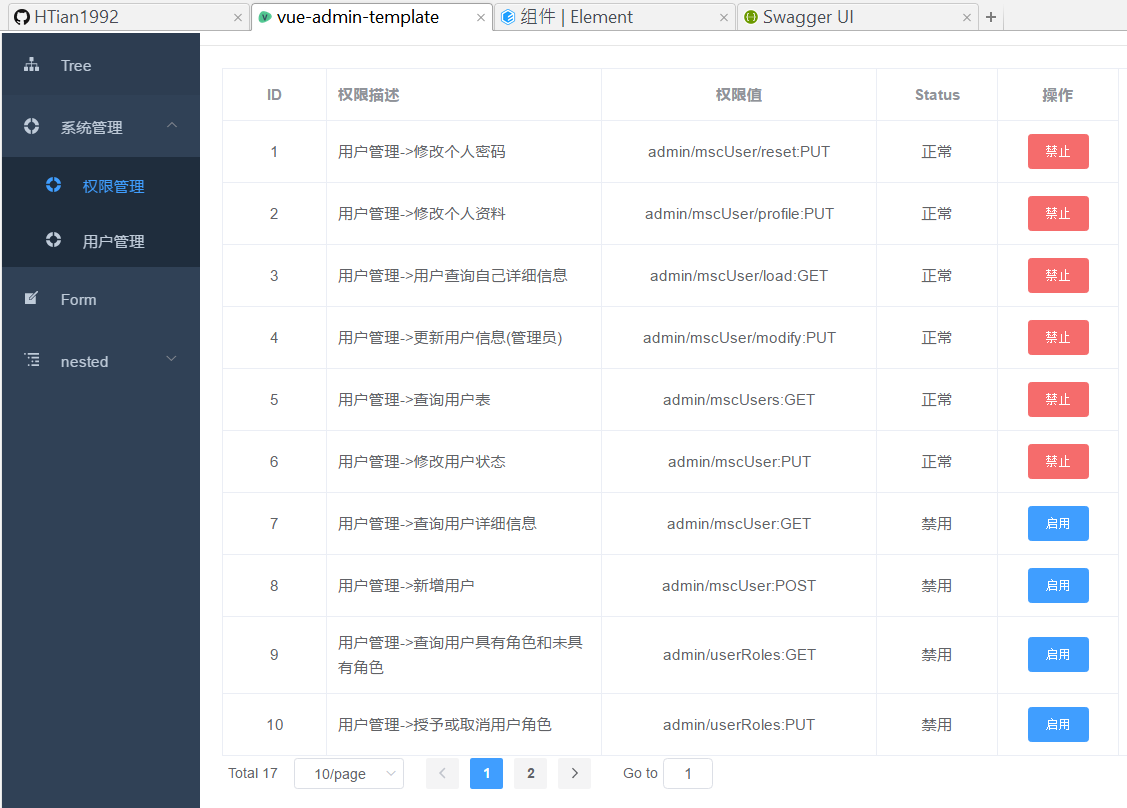 HTian1992
vue-admin-template
组件 | Element
Swagger UI
Tree
系统管理
权限管理
用户管理
Form
nested
ID 权限描述 权限值 Status 操作
1 用户管理->修改个人密码 admin/mscUser/reset:PUT 正常 禁止
2 用户管理->修改个人资料 admin/mscUser/profile:PUT 正常 禁止
3 用户管理->用户查询自己详细信息 admin/mscUser/load:GET 正常 禁止
4 用户管理->更新用户信息(管理员) admin/mscUser/modify:PUT 正常 禁止
5 用户管理->查询用户表 admin/mscUsers:GET 正常 禁止
6 用户管理->修改用户状态 admin/mscUser:PUT 正常 禁止
7 用户管理->查询用户详细信息 admin/mscUser:GET 禁用 启用
8 用户管理->新增用户 admin/mscUser:POST 禁用 启用
9 用户管理->查询用户具有角色和未具
有角色 admin/userRoles:GET 禁用 启用
10 用户管理->授予或取消用户角色 admin/userRoles:PUT 禁用 启用
Total 17 10/page 1 2 Go to 1